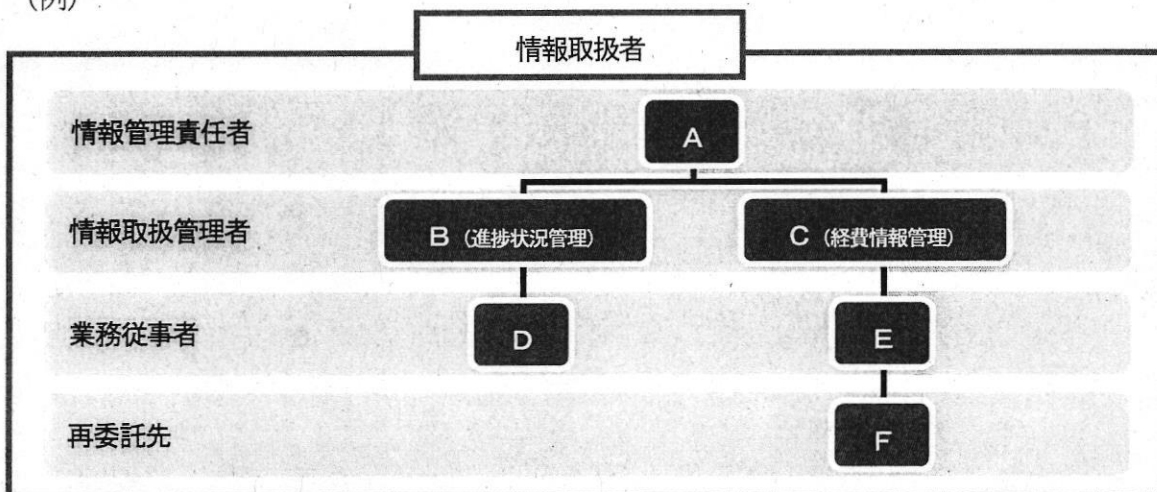 (例)
情報取扱者
情報管理責任者
A
情報取扱管理者
B (進捗状況管理)
C (経費情報管理)
業務従事者
D
E
再委託先
F